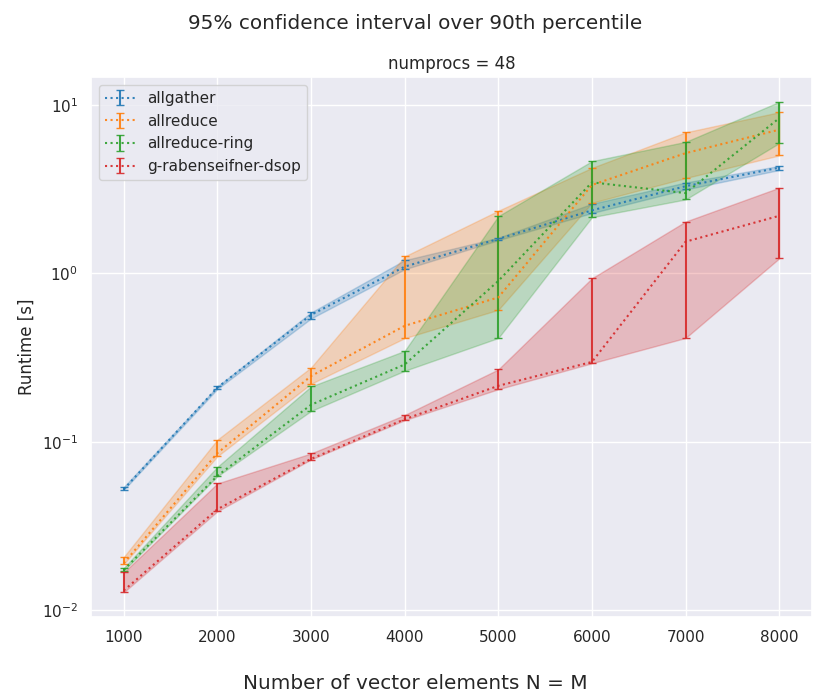 95% confidence interval over 90th percentile
numprocs = 48
allgather
allreduce
allreduce-ring
g-rabenseifner-dsop
10¹
10⁰
10⁻¹
10⁻²
Runtime [s]
1000 2000 3000 4000 5000 6000 7000 8000
Number of vector elements N = M